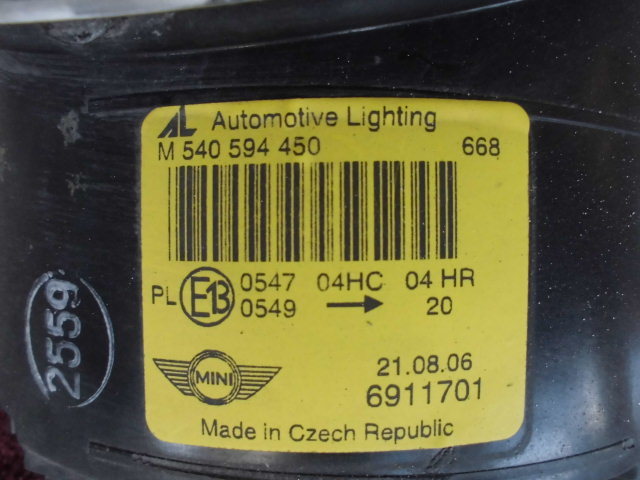 AL Automotive Lighting
M 540 594 450 668
PL E13 0547 04HC 04 HR
0549 → 20
MINI
21.08.06
6911701
Made in Czech Republic
2559